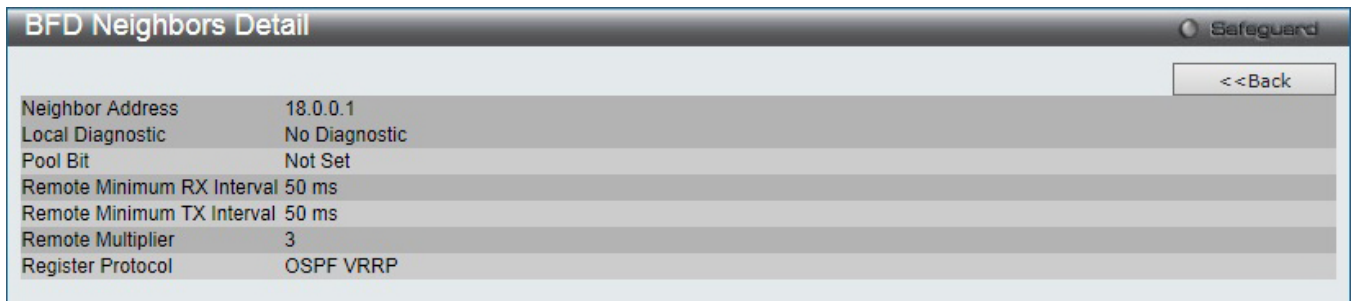 BFD Neighbors Detail
Safeguard
<<Back
Neighbor Address 18.0.0.1
Local Diagnostic No Diagnostic
Pool Bit Not Set
Remote Minimum RX Interval 50 ms
Remote Minimum TX Interval 50 ms
Remote Multiplier 3
Register Protocol OSPF VRRP